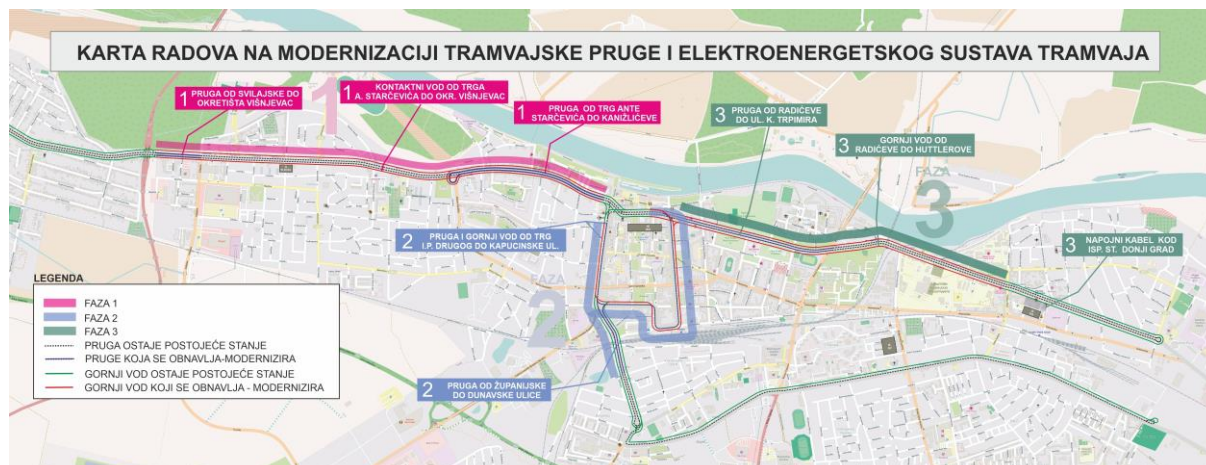 KARTA RADOVA NA MODERNIZACIJI TRAMVAJSKE PRUGE I ELEKTROENERGETSKOG SUSTAVA TRAMVAJA
1 PRUGA OD SVILAJSKE DO
OKRETIŠTA VIŠNJEVAC
1
1 KONTAKTNI VOD OD TRGA
A. STARČEVIĆA DO OKR. VIŠNJEVAC
1 PRUGA OD TRG ANTE
STARČEVIĆA DO KANIŽLIĆEVE
3 PRUGA OD RADIĆEVE
DO UL. K. TRPIMIRA
3 GORNJI VOD OD
RADIĆEVE DO HUTTLEROVE
FAZA
3
2 PRUGA I GORNJI VOD OD TRG
I.P. DRUGOG DO KAPUCINSKE UL.
3 NAPOJNI KABEL KOD
ISP. ST. DONJI GRAD
FAZA
2
2 PRUGA OD ŽUPANIJSKE
DO DUNAVSKE ULICE
LEGENDA
FAZA 1
FAZA 2
FAZA 3
PRUGA OSTAJE POSTOJEĆE STANJE
PRUGE KOJA SE OBNAVLJA-MODERNIZIRA
GORNJI VOD OSTAJE POSTOJEĆE STANJE
GORNJI VOD KOJI SE OBNAVLJA - MODERNIZIRA